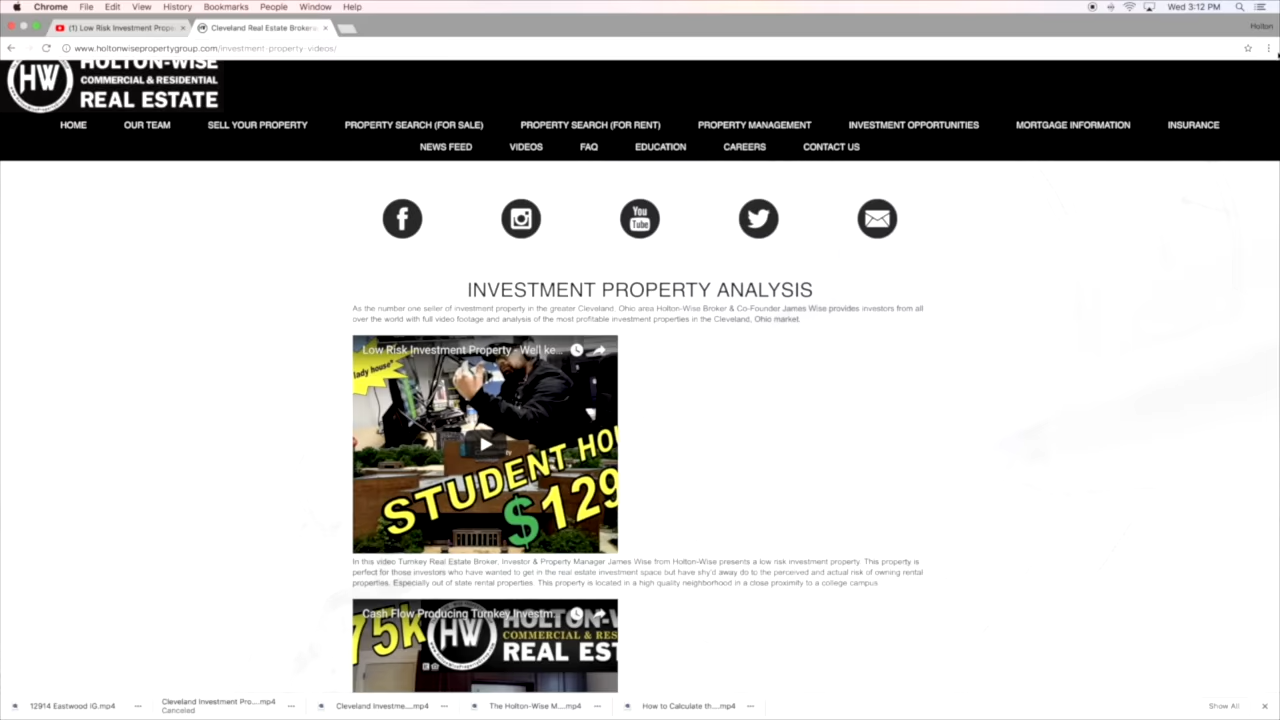 Chrome File Edit View History Bookmarks People Window Help Wed 3:12 PM
(1) Low Risk Investment Prope Cleveland Real Estate Brokers Holton
www.holtonwisepropertygroup.com/investment-property-videos/
HW HOLTON-WISE
COMMERCIAL & RESIDENTIAL
REAL ESTATE
HOME OUR TEAM SELL YOUR PROPERTY PROPERTY SEARCH (FOR SALE) PROPERTY SEARCH (FOR RENT) PROPERTY MANAGEMENT INVESTMENT OPPORTUNITIES MORTGAGE INFORMATION INSURANCE
NEWS FEED VIDEOS FAQ EDUCATION CAREERS CONTACT US
You
Tube
INVESTMENT PROPERTY ANALYSIS
As the number one seller of investment property in the greater Cleveland, Ohio area Holton-Wise Broker & Co-Founder James Wise provides investors from all
over the world with full video footage and analysis of the most profitable investment properties in the Cleveland, Ohio market.
Low Risk Investment Property - Well ke...
lady house"
STUDENT HOU
$129
In this video Turnkey Real Estate Broker, Investor & Property Manager James Wise from Holton-Wise presents a low risk investment property. This property is
perfect for those investors who have wanted to get in the real estate investment space but have shy'd away do to the perceived and actual risk of owning rental
properties. Especially out of state rental properties. This property is located in a high quality neighborhood in a close proximity to a college campus
Cash Flow Producing Turnkey Investm...
75k HW HOLTON-W
COMMERCIAL & RES
REAL EST
12914 Eastwood IG.mp4 Cleveland Investment Pro....mp4 Cleveland Investme....mp4 The Holton-Wise M....mp4 How to Calculate th....mp4 Show All
Canceled